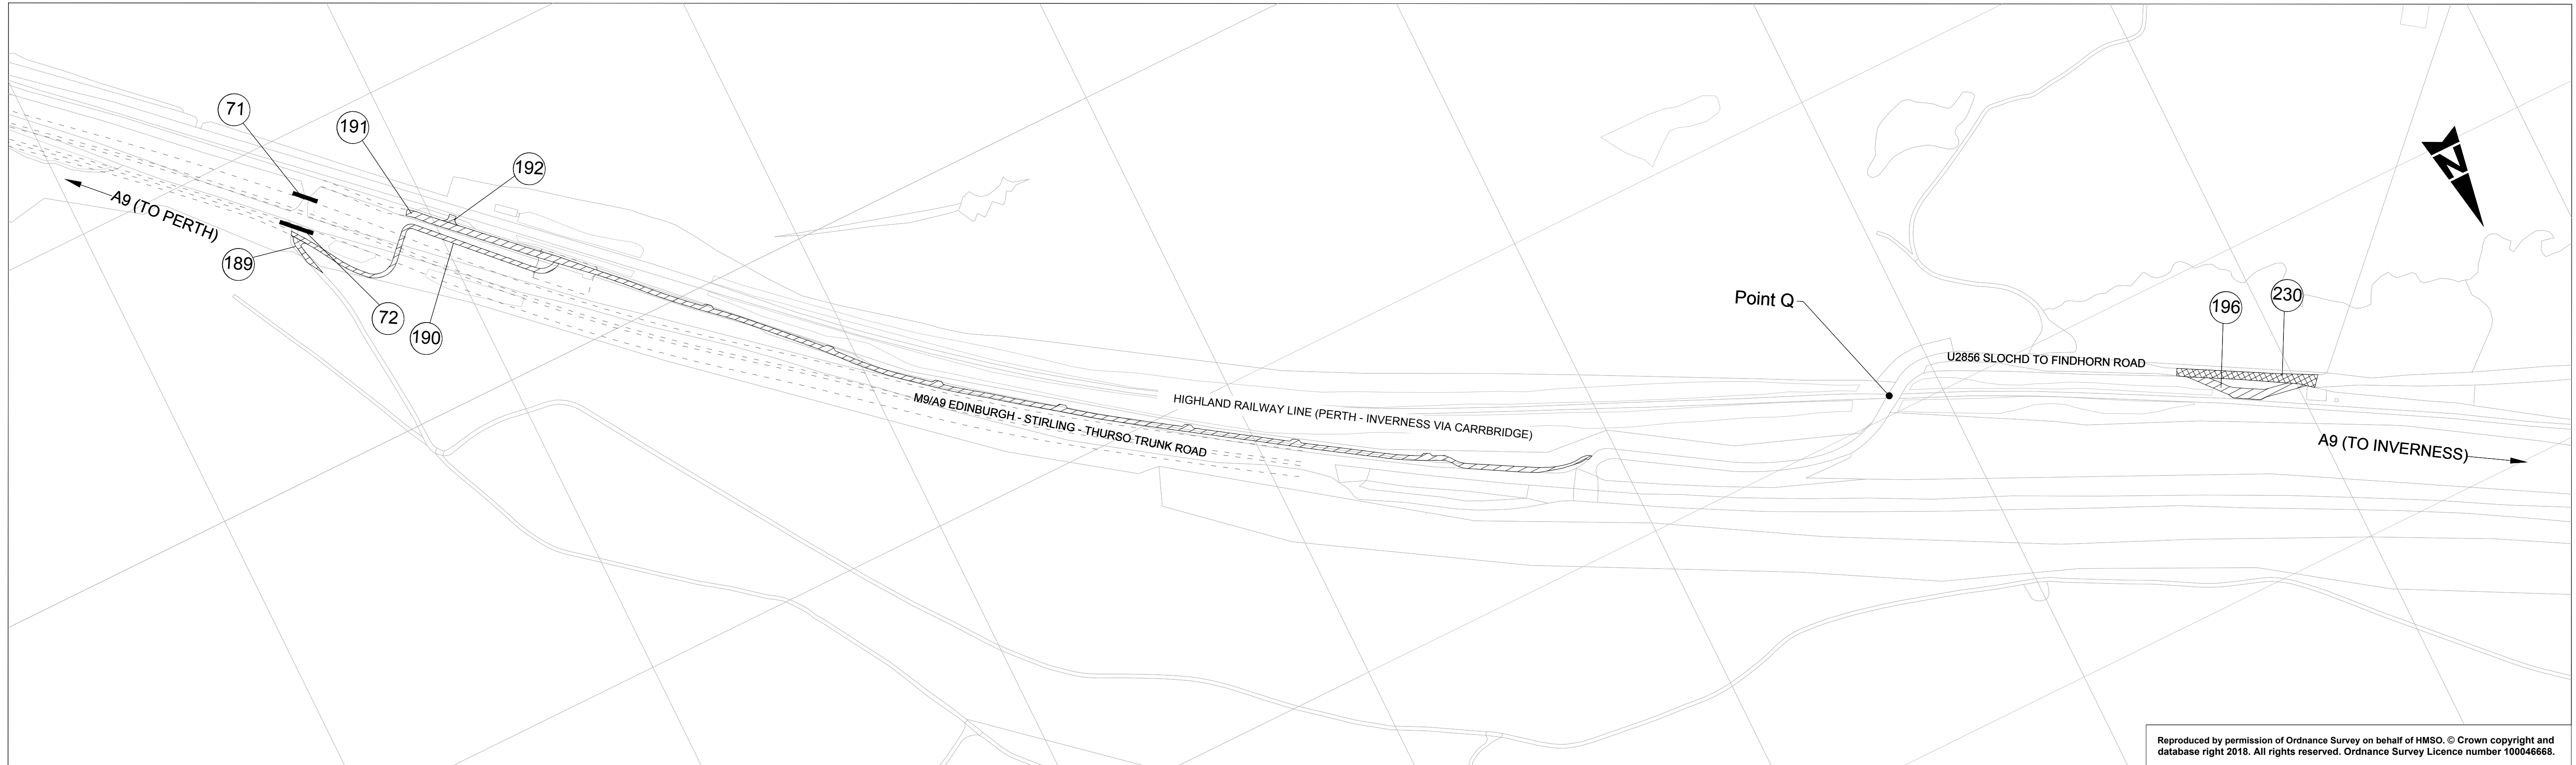 71
191
192
A9 (TO PERTH)
189
72
190
Point Q
196
230
N
U2856 SLOCHD TO FINDHORN ROAD
HIGHLAND RAILWAY LINE (PERTH - INVERNESS VIA CARRBRIDGE)
M9/A9 EDINBURGH - STIRLING - THURSO TRUNK ROAD
A9 (TO INVERNESS)
Reproduced by permission of Ordnance Survey on behalf of HMSO. © Crown copyright and
database right 2018. All rights reserved. Ordnance Survey Licence number 100046668.